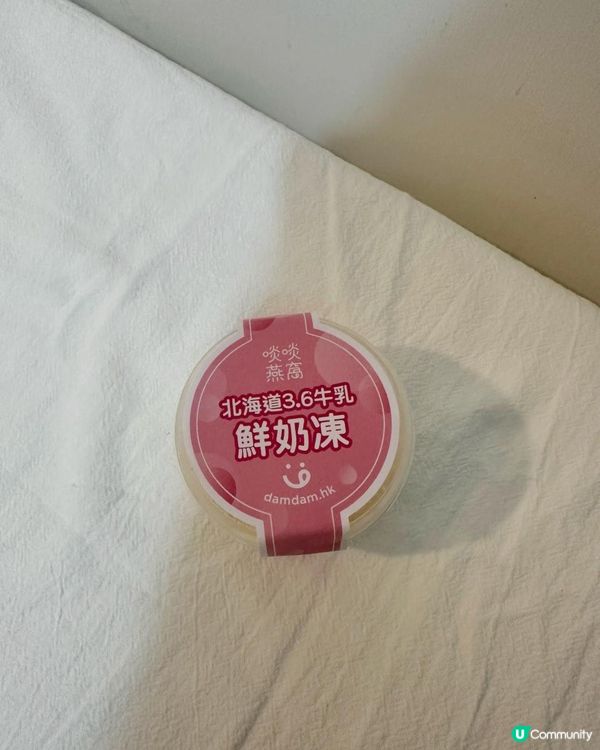 啖啖
燕窩
北海道3.6牛乳
鮮奶凍
damdam.hk
U Community